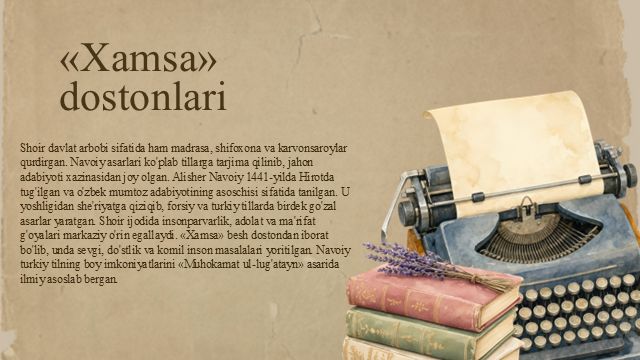 «Xamsa»
dostonlari
Shoir davlat arbobi sifatida ham madrasa, shifoxona va karvonsaroylar
qurdirgan. Navoiy asarlari ko'plab tillarga tarjima qilinib, jahon
adabiyoti xazinasidan joy olgan. Alisher Navoiy 1441-yilda Hirotda
tug'ilgan va o'zbek mumtoz adabiyotining asoschisi sifatida tanilgan. U
yoshligidan she'riyatga qiziqib, forsiy va turkiy tillarda birdek go'zal
asarlar yaratgan. Shoir ijodida insonparvarlik, adolat va ma'rifat
g'oyalari markaziy o'rin egallaydi. «Xamsa» besh dostondan iborat
bo'lib, unda sevgi, do'stlik va komil inson masalalari yoritilgan. Navoiy
turkiy tilning boy imkoniyatlarini «Muhokamat ul-lug'atayn» asarida
ilmiy asoslab bergan.